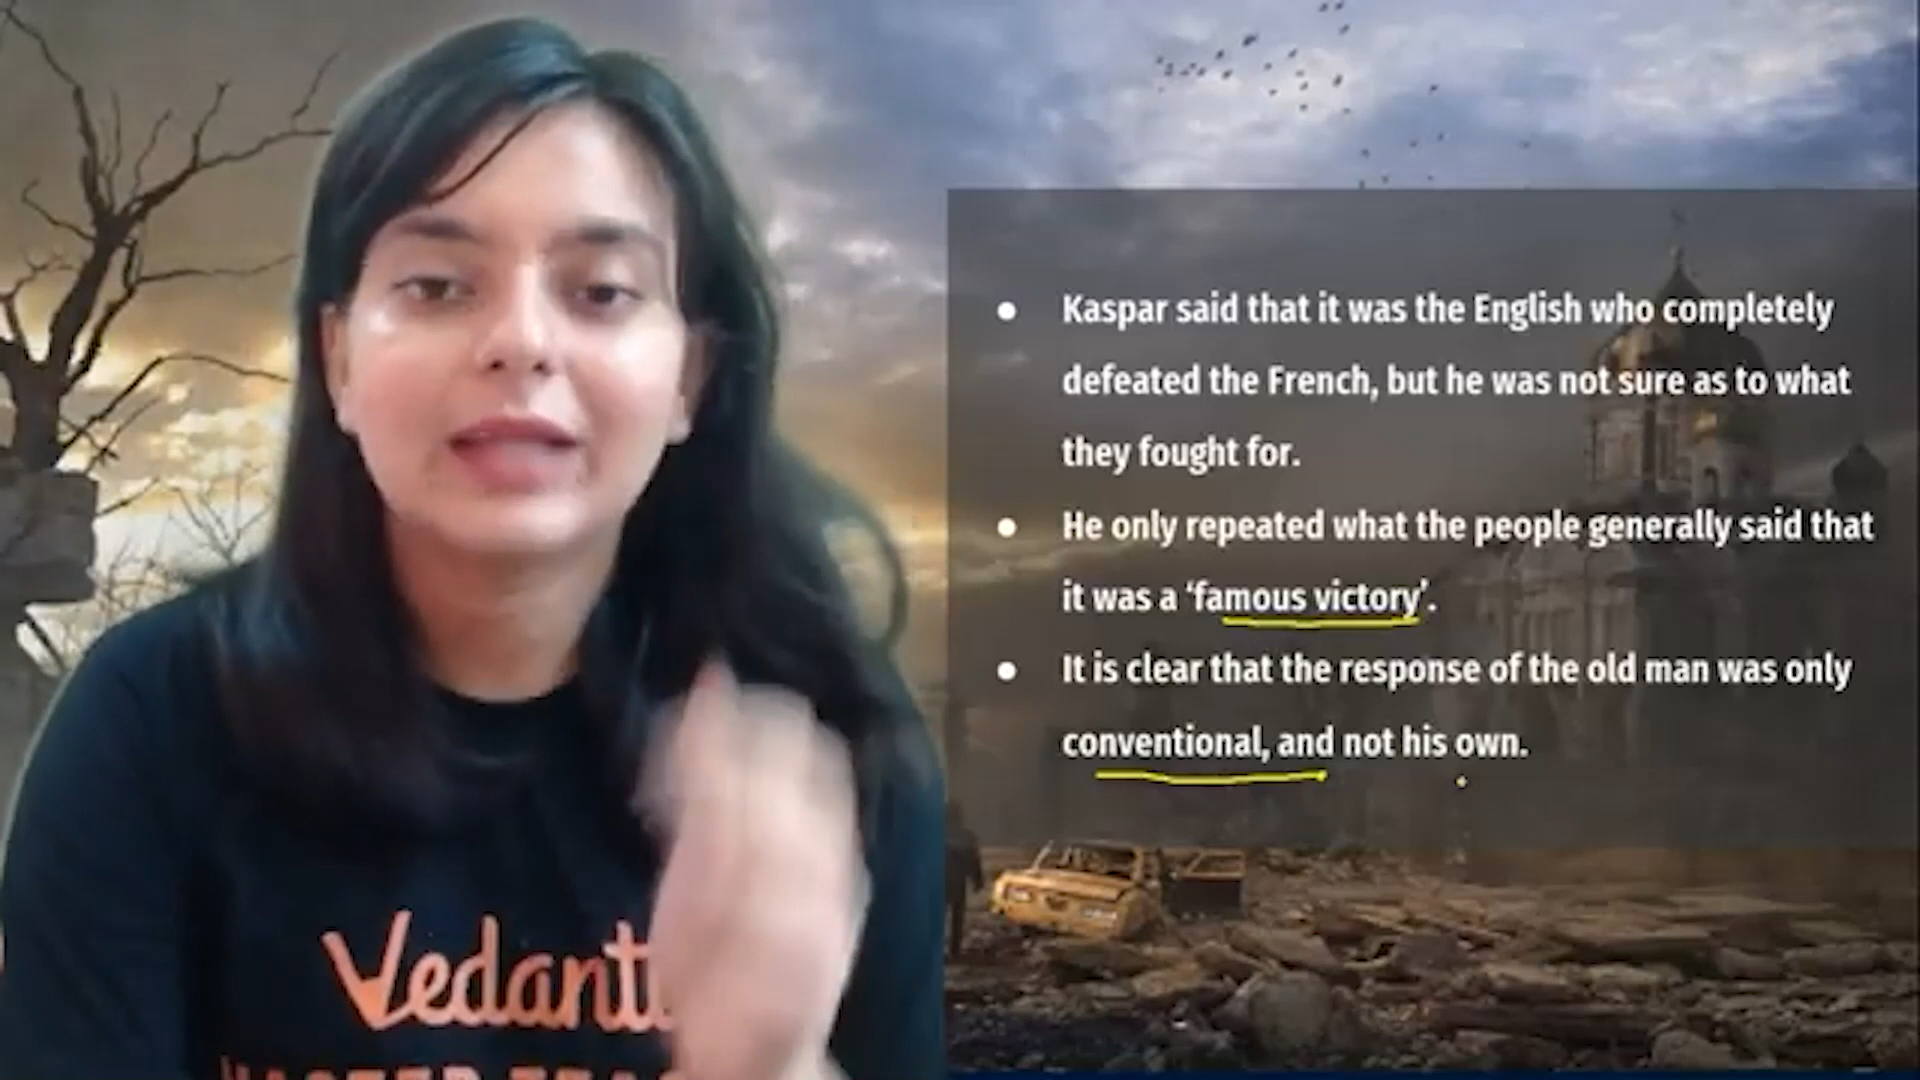 Kaspar said that it was the English who completely
defeated the French, but he was not sure as to what
they fought for.
He only repeated what the people generally said that
it was a ‘famous victory’.
It is clear that the response of the old man was only
conventional, and not his own.
Vedant